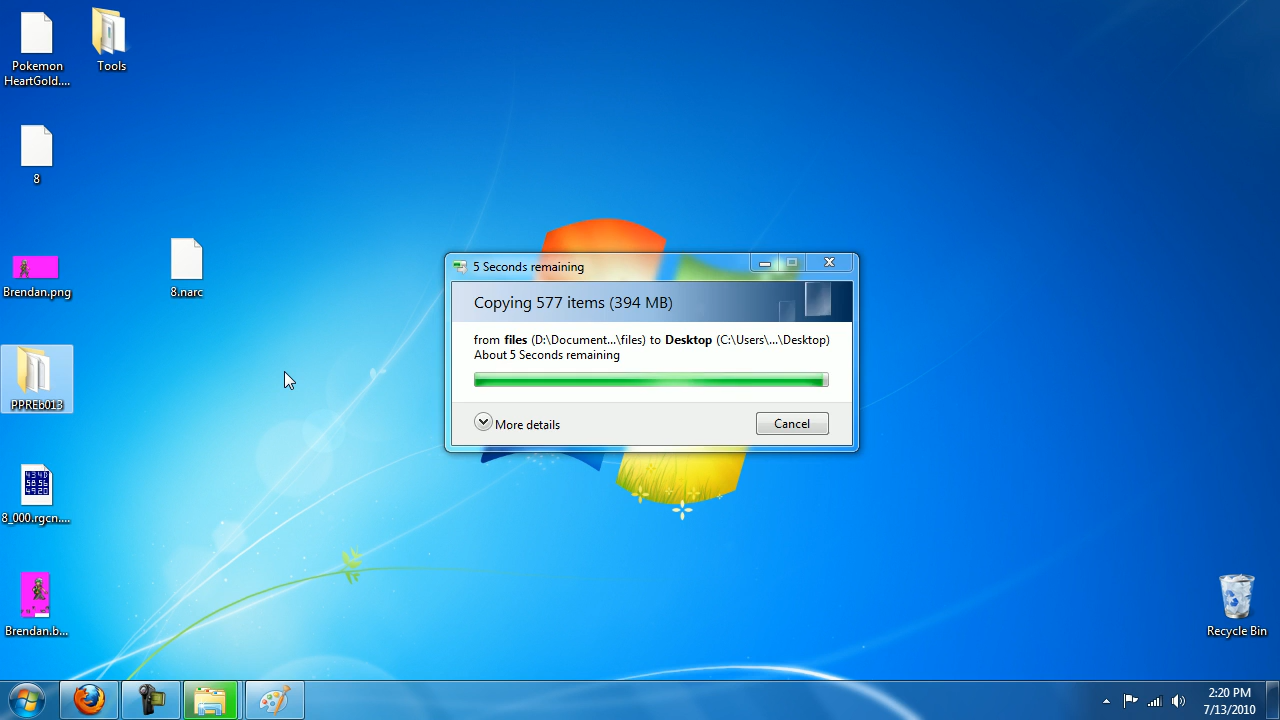 Pokemon
HeartGold....
Tools
8
Brendan.png
8.narc
PPREb013
8_000.rgcn....
Brendan.b...
5 Seconds remaining
Copying 577 items (394 MB)
from files (D:\Document...\files) to Desktop (C:\Users\...\Desktop)
About 5 Seconds remaining
More details
Cancel
Recycle Bin
2:20 PM
7/13/2010